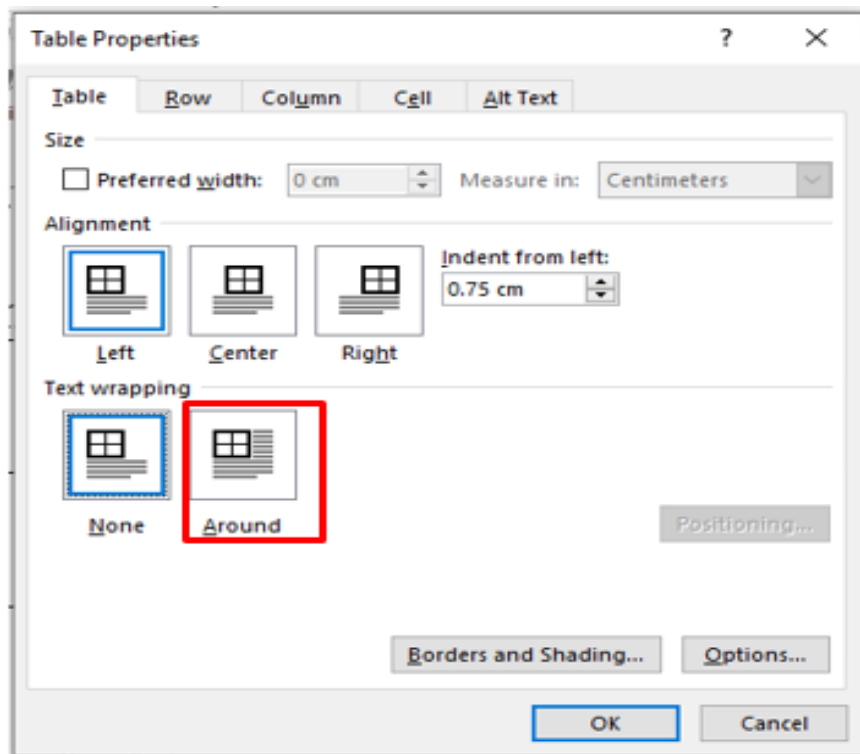 Table Properties ?
Table Row Column Cell Alt Text
Size
Preferred width: 0 cm Measure in: Centimeters
Alignment
Indent from left:
0.75 cm
Left Center Right
Text wrapping
None Around
Positioning...
Borders and Shading... Options...
OK Cancel